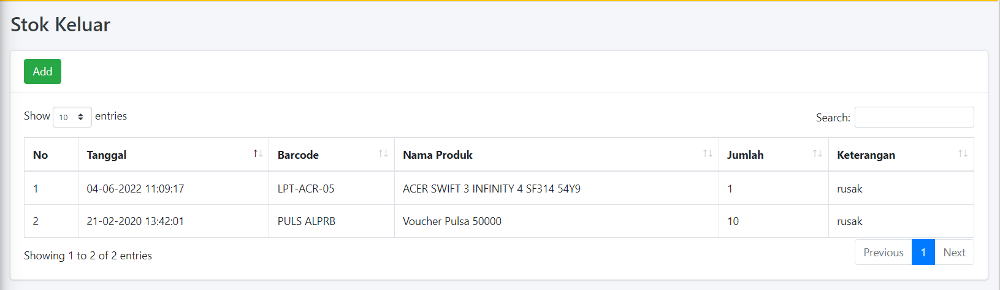 Stok Keluar
Add
Show 10 entries
Search:
No Tanggal Barcode Nama Produk Jumlah Keterangan
1 04-06-2022 11:09:17 LPT-ACR-05 ACER SWIFT 3 INFINITY 4 SF314 54Y9 1 rusak
2 21-02-2020 13:42:01 PULS ALPRB Voucher Pulsa 50000 10 rusak
Showing 1 to 2 of 2 entries
Previous 1 Next